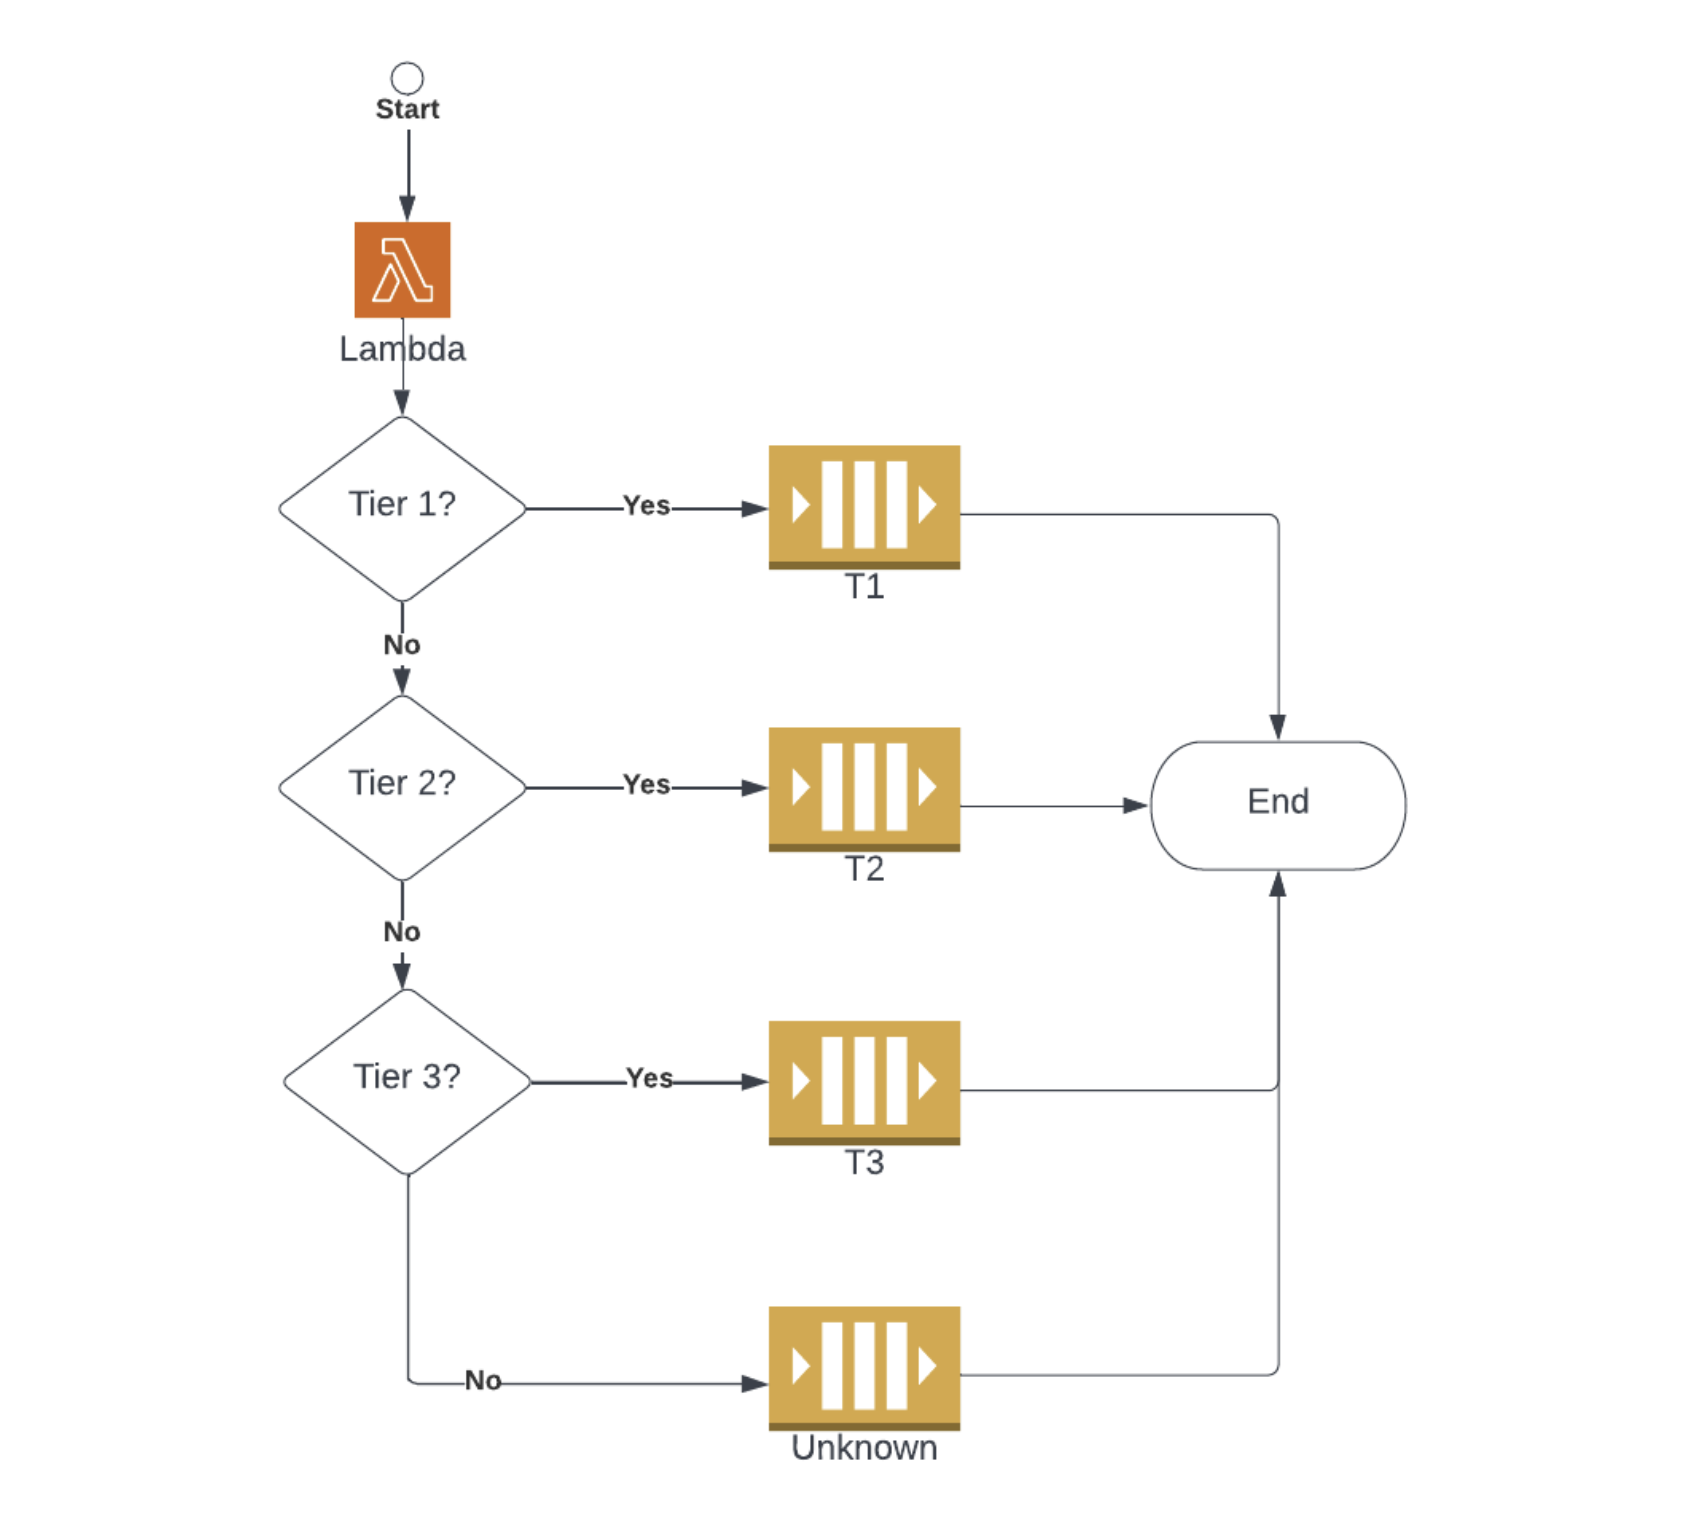 Start
Lambda
Tier 1?
Yes
T1
No
Tier 2?
Yes
T2
End
No
Tier 3?
Yes
T3
No
Unknown